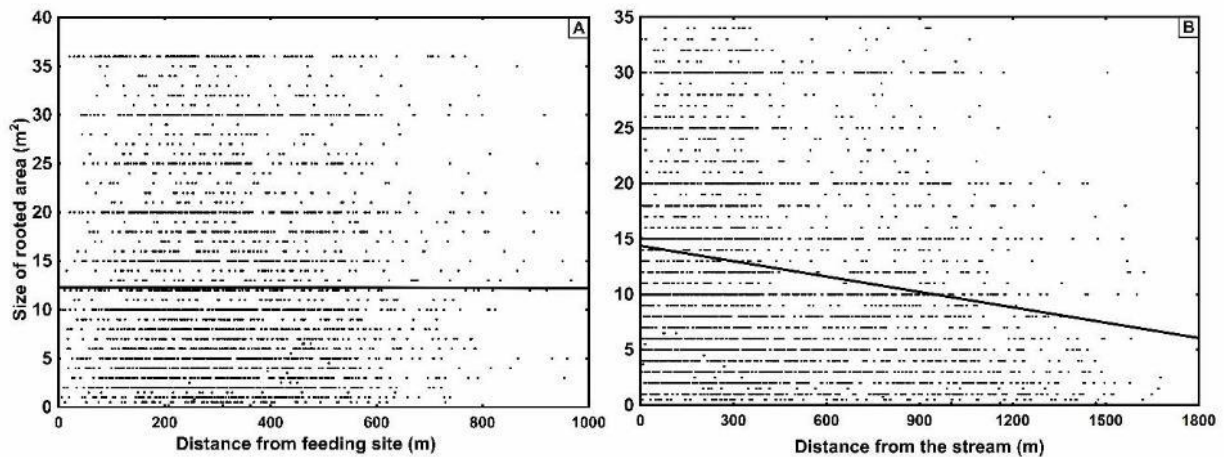 A
Size of rooted area (m²)
40
35
30
25
20
15
10
5
0
0 200 400 600 800 1000
Distance from feeding site (m)
B
35
30
25
20
15
10
5
0
0 300 600 900 1200 1500 1800
Distance from the stream (m)